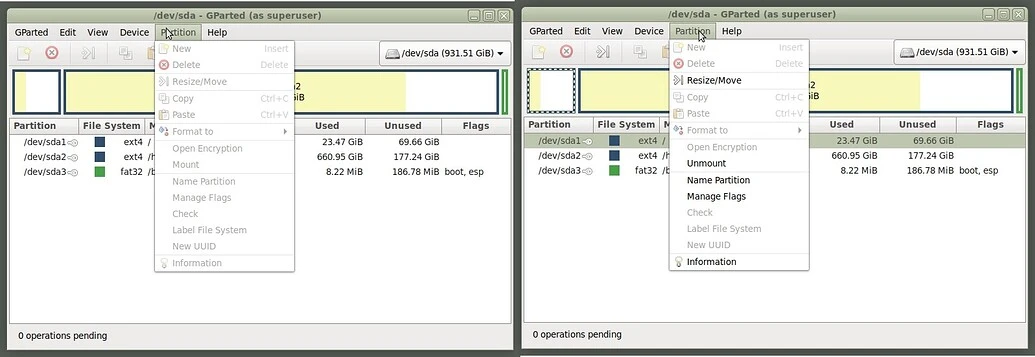 /dev/sda - GParted (as superuser)
GParted Edit View Device Partition Help
/dev/sda (931.51 GiB)
New Insert
Delete Delete
Resize/Move
Copy Ctrl+C
Paste Ctrl+V
Format to
Open Encryption
Mount
Name Partition
Manage Flags
Check
Label File System
New UUID
Information
a2
GiB
Partition File System M Used Unused Flags
/dev/sda1 ext4 / 23.47 GiB 69.66 GiB
/dev/sda2 ext4 /h 660.95 GiB 177.24 GiB
/dev/sda3 fat32 /b 8.22 MiB 186.78 MiB boot, esp
0 operations pending
/dev/sda - GParted (as superuser)
GParted Edit View Device Partition Help
/dev/sda (931.51 GiB)
New Insert
Delete Delete
Resize/Move
Copy Ctrl+C
Paste Ctrl+V
Format to
Open Encryption
Unmount
Name Partition
Manage Flags
Check
Label File System
New UUID
Information
a2
GiB
Partition File System M Used Unused Flags
/dev/sda1 ext4 / 23.47 GiB 69.66 GiB
/dev/sda2 ext4 /h 660.95 GiB 177.24 GiB
/dev/sda3 fat32 /b 8.22 MiB 186.78 MiB boot, esp
0 operations pending